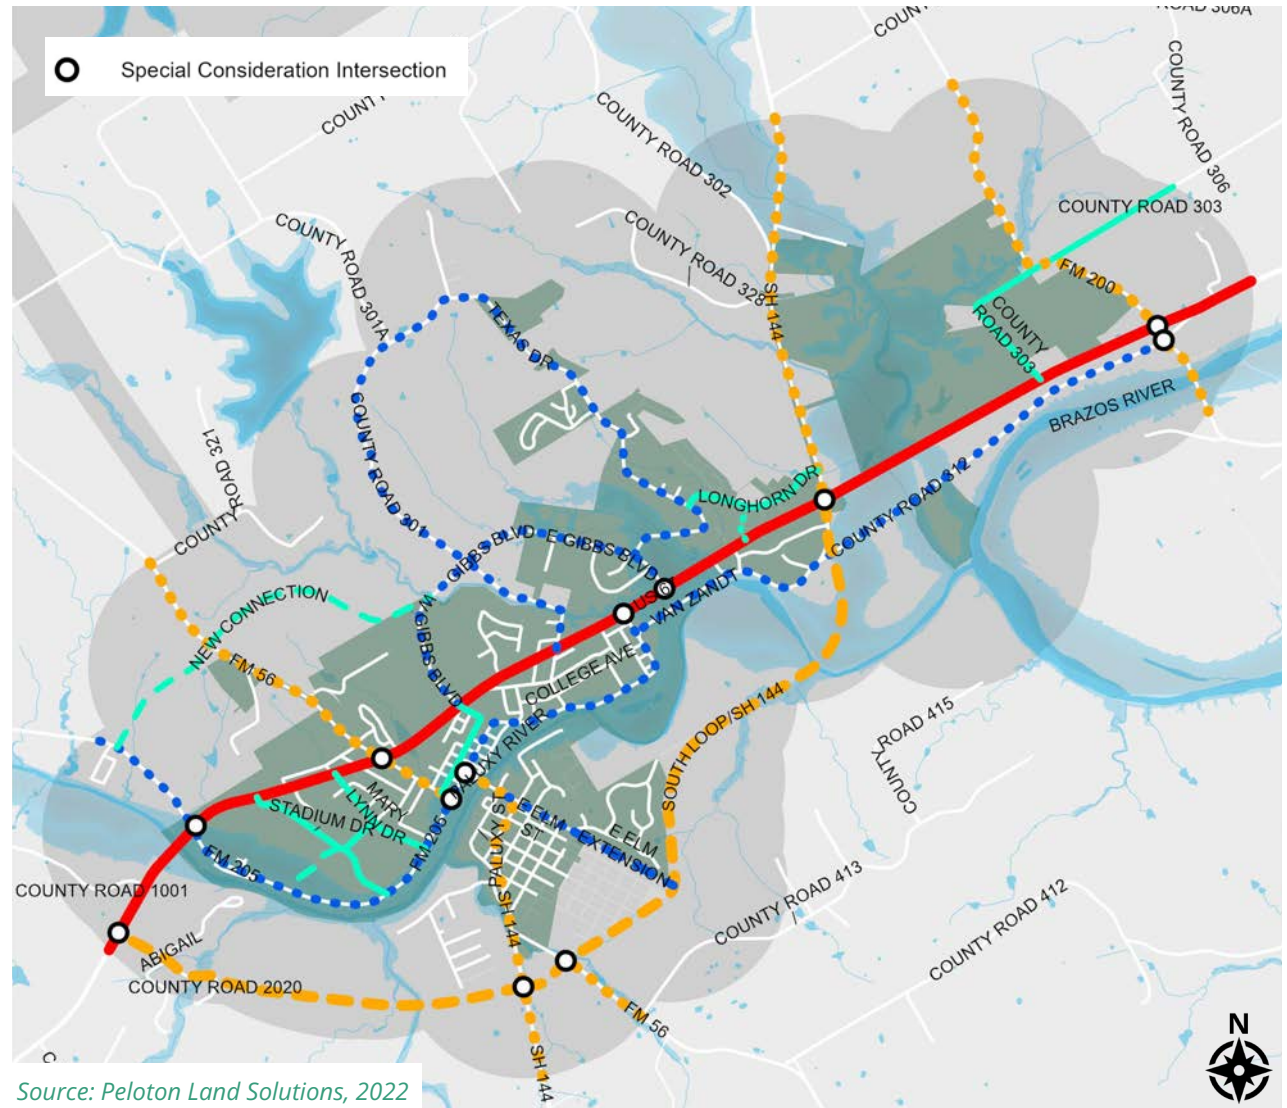 ROAD 306A
COUNTY
Special Consideration Intersection
COUNTY ROAD 306
COUNTY ROAD 302
COUNTY ROAD 303
COUNTY ROAD 301A
COUNTY ROAD 328
SH 144
FM 200
COUNTY
ROAD 303
TEXAS DR
BRAZOS RIVER
COUNTY ROAD 321
COUNTY ROAD 301
LONGHORN DR
COUNTY ROAD 312
GIBBS BLVD
E GIBBS BLVD
NEW CONNECTION
GIBBS BLVD
VAN ZANDT
COLLEGE AVE
FM 56
SOUTH LOOP/SH 144
COUNTY ROAD 415
PALUXY RIVER
MARY
LYNN DR
STADIUM DR
FM 205
FM 205
PALUXY ST
E ELM
ST
E ELM
EXTENSION
COUNTY ROAD 1001
SH 144
COUNTY ROAD 413
COUNTY ROAD 412
ABIGAIL
COUNTY ROAD 2020
FM 56
SH 144
N
Source: Peloton Land Solutions, 2022